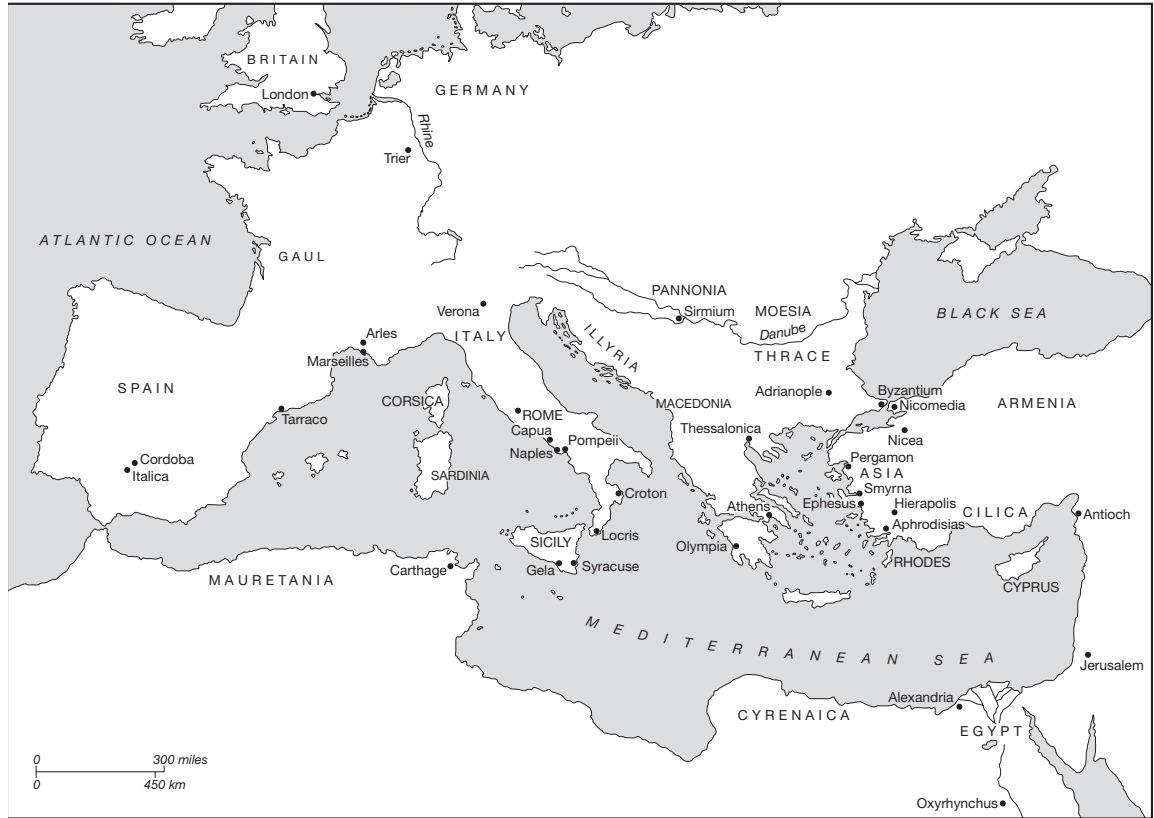 BRITAIN
London
GERMANY
Rhine
Trier
ATLANTIC OCEAN
GAUL
PANNONIA
Sirmium
MOESIA
Danube
BLACK SEA
Verona
ITALY
ILLYRIA
THRACE
Arles
Marseilles
SPAIN
CORSICA
Tarraco
ROME
Capua
Naples
Pompeii
MACEDONIA
Adrianople
Byzantium
Nicomedia
ARMENIA
Thessalonica
Nicea
Cordoba
Italica
SARDINIA
Pergamon
ASIA
Smyrna
Croton
Athens
Ephesus
Hierapolis
CILICA
Antioch
Aphrodisias
Locris
SICILY
Olympia
RHODES
Carthage
Gela
Syracuse
MAURETANIA
CYPRUS
MEDITERRANEAN SEA
Jerusalem
Alexandria
CYRENAICA
EGYPT
0 300 miles
0 450 km
Oxyrhynchus